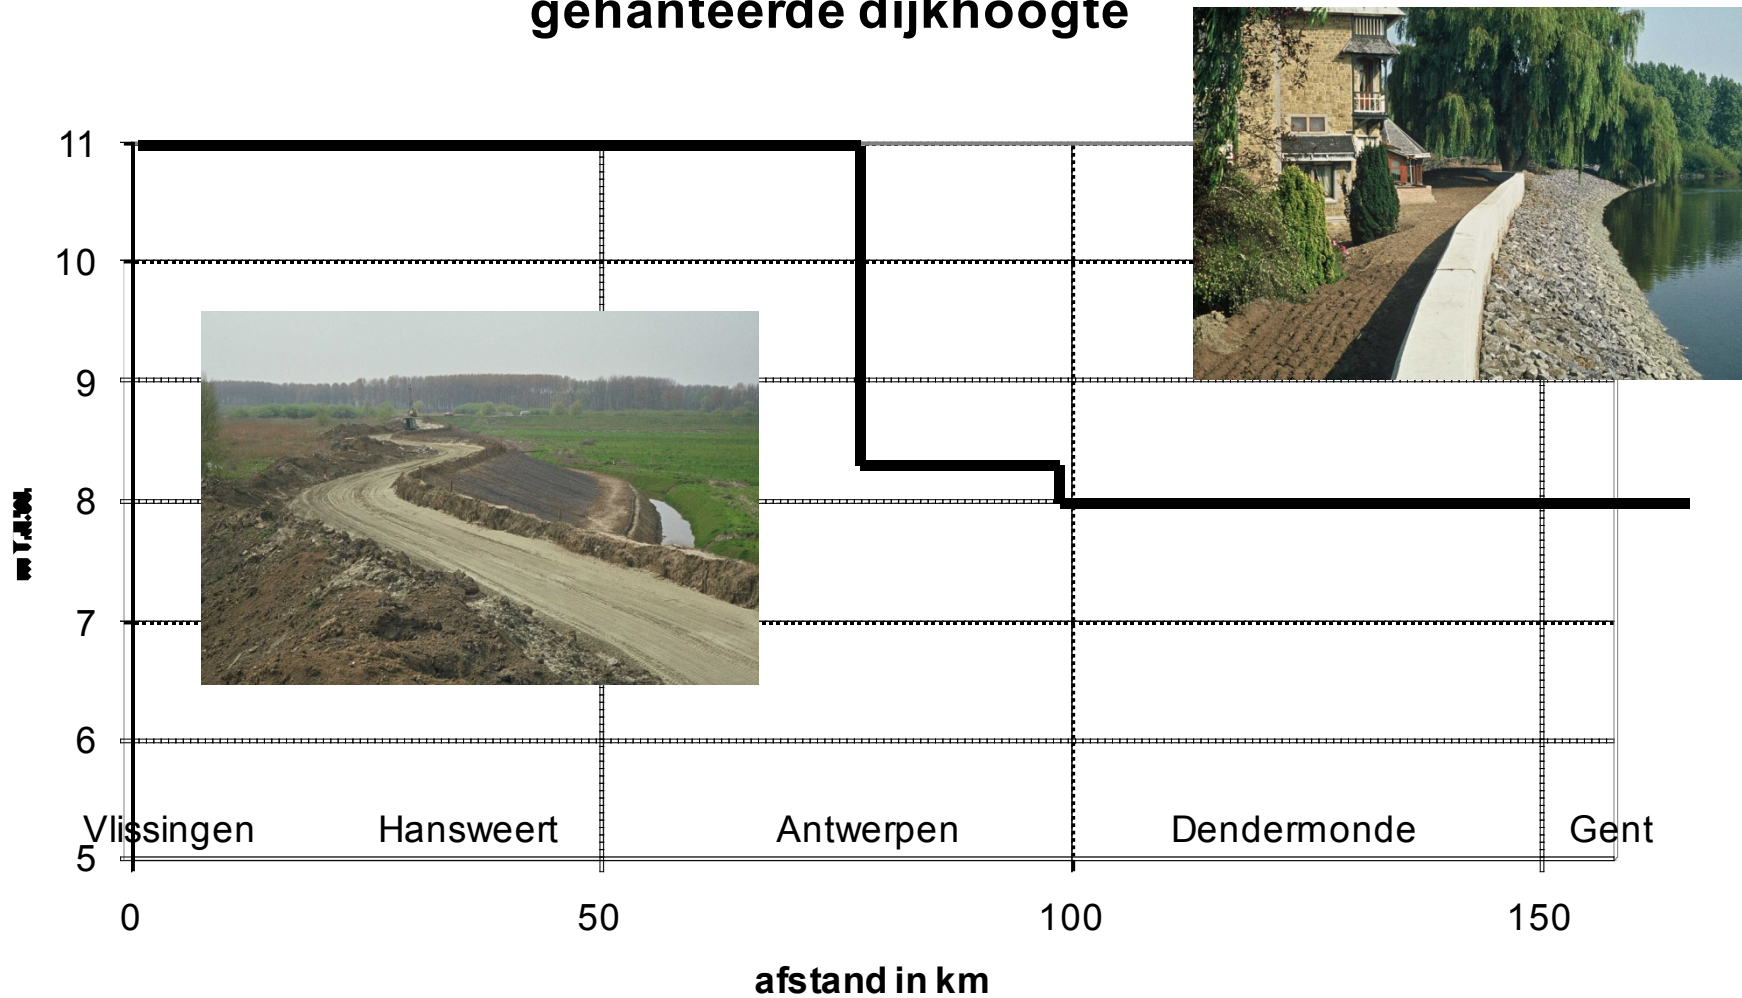 gehanteerde dijkhoogte
11
10
9
8
7
6
5
Vlissingen Hansweert Antwerpen Dendermonde Gent
0 50 100 150
afstand in km